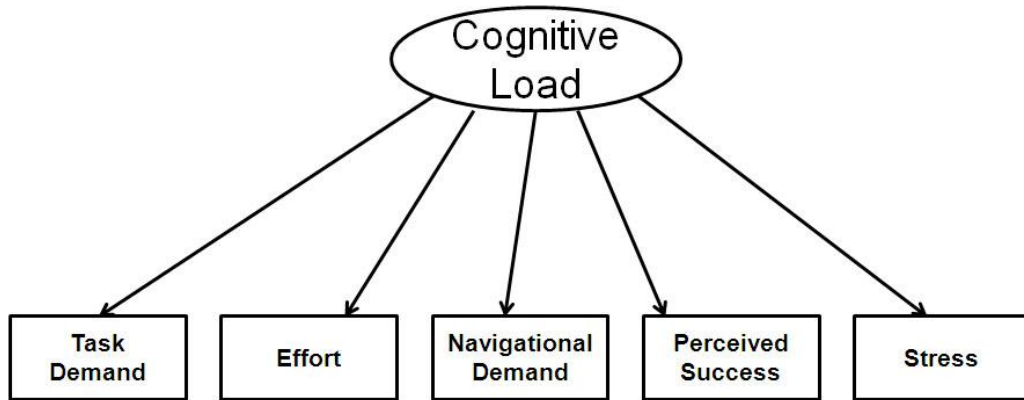 Cognitive
Load
Task
Demand
Effort
Navigational
Demand
Perceived
Success
Stress